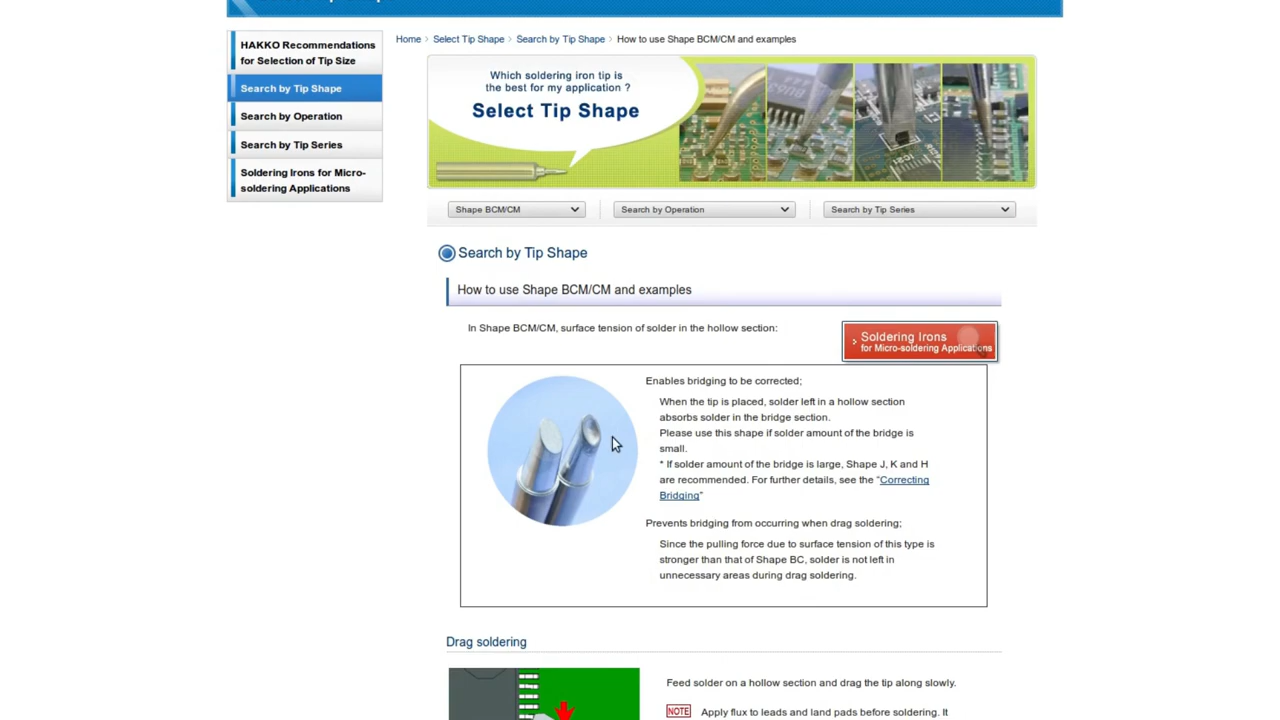 HAKKO Recommendations
for Selection of Tip Size
Search by Tip Shape
Search by Operation
Search by Tip Series
Soldering Irons for Micro-
soldering Applications
Home › Select Tip Shape › Search by Tip Shape › How to use Shape BCM/CM and examples
Which soldering iron tip is
the best for my application ?
Select Tip Shape
Shape BCM/CM
Search by Operation
Search by Tip Series
Search by Tip Shape
How to use Shape BCM/CM and examples
In Shape BCM/CM, surface tension of solder in the hollow section:
Soldering Irons
for Micro-soldering Applications
Enables bridging to be corrected;
When the tip is placed, solder left in a hollow section
absorbs solder in the bridge section.
Please use this shape if solder amount of the bridge is
small.
* If solder amount of the bridge is large, Shape J, K and H
are recommended. For further details, see the "Correcting
Bridging"
Prevents bridging from occurring when drag soldering;
Since the pulling force due to surface tension of this type is
stronger than that of Shape BC, solder is not left in
unnecessary areas during drag soldering.
Drag soldering
Feed solder on a hollow section and drag the tip along slowly.
NOTE Apply flux to leads and land pads before soldering. It